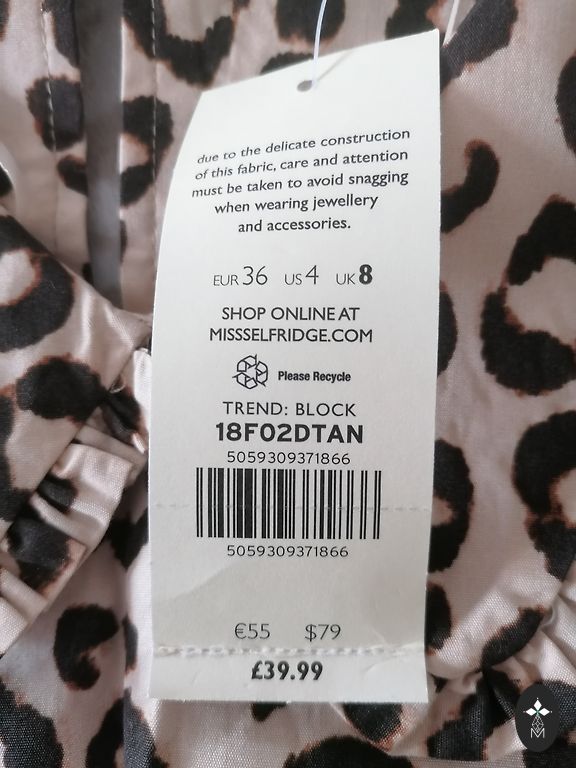 due to the delicate construction
of this fabric, care and attention
must be taken to avoid snagging
when wearing jewellery
and accessories.
EUR 36 US 4 UK 8
SHOP ONLINE AT
MISSSELFRIDGE.COM
Please Recycle
TREND: BLOCK
18F02DTAN
5059309371866
5059309371866
€55 $79
£39.99
M